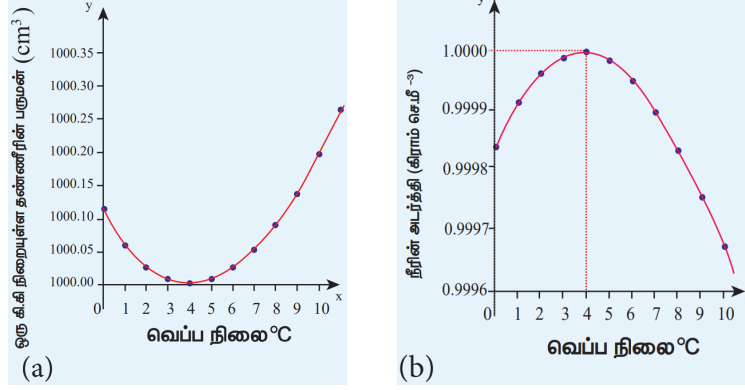 y
ஒரு கி.கி நிறையுள்ள தண்ணீரின் பருமன் (cm³)
1000.35
1000.30
1000.25
1000.20
1000.15
1000.10
1000.05
1000.00
0 1 2 3 4 5 6 7 8 9 10
x
வெப்ப நிலை°C
(a)
y
நீரின் அடர்த்தி (கிராம் செ.மீ ⁻³)
1.0000
0.9999
0.9998
0.9997
0.9996
0 1 2 3 4 5 6 7 8 9 10
வெப்ப நிலை°C
(b)